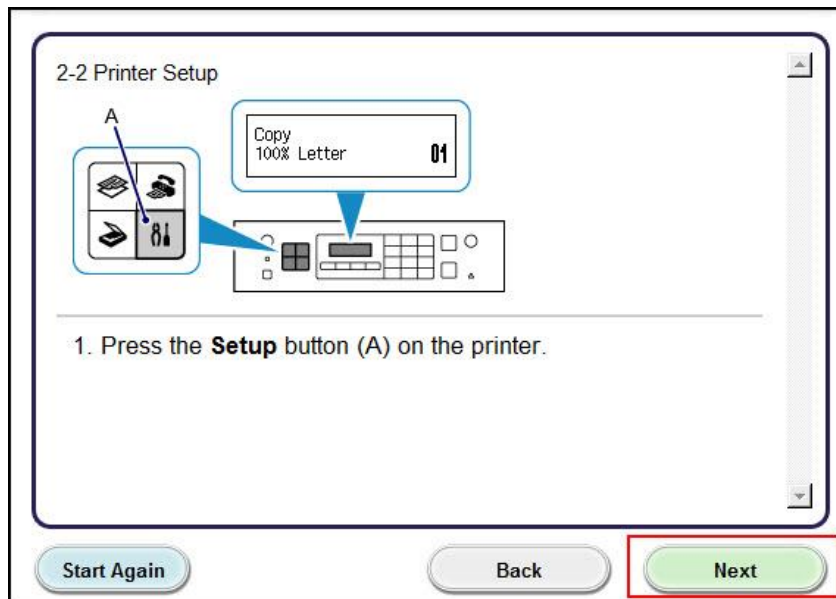 2-2 Printer Setup
A
Copy
100% Letter 01
1. Press the Setup button (A) on the printer.
Start Again
Back
Next